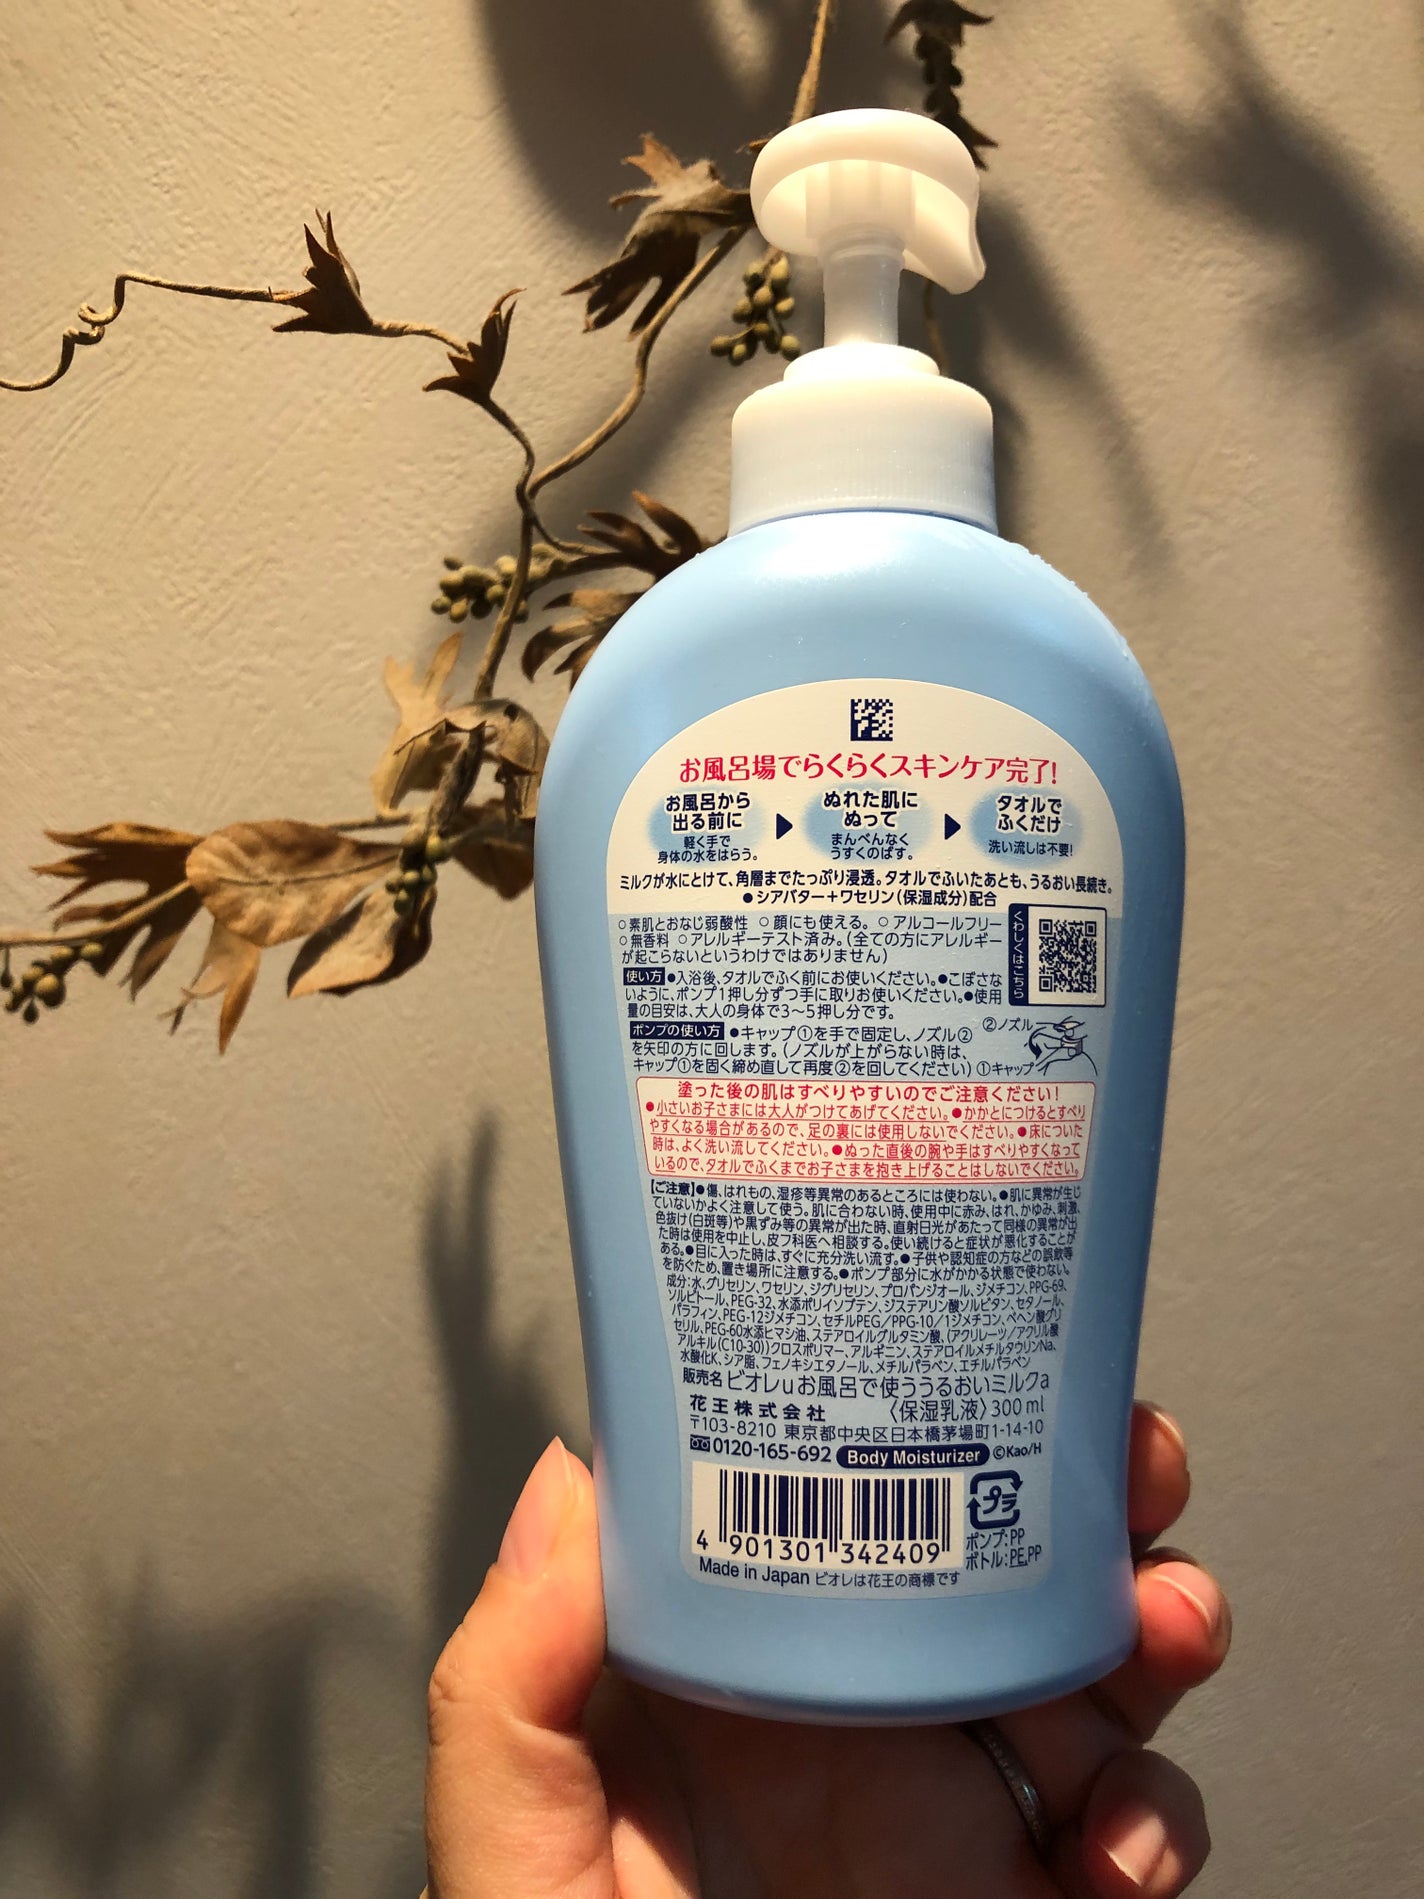 お風呂場でらくらくスキンケア完了!
お風呂から
出る前に
軽く手で
身体の水をはらう。
ぬれた肌に
ぬって
まんべんなく
うすくのばす。
タオルで
ふくだけ
洗い流しは不要!
ミルクが水にとけて、角層までたっぷり浸透。タオルでふいたあとも、うるおい長続き。
●シアバター+ワセリン(保湿成分)配合
○素肌とおなじ弱酸性 ○顔にも使える。○アルコールフリー
○無香料 ○アレルギーテスト済み。(全ての方にアレルギー
が起こらないというわけではありません)
くわしくはこちら
使い方 ●入浴後、タオルでふく前にお使いください。●こぼさな
いように、ポンプ1押し分ずつ手に取りお使いください。●使用
量の目安は、大人の身体で3〜5押し分です。
ポンプの使い方 ●キャップ①を手で固定し、ノズル②
を矢印の方に回します。(ノズルが上がらない時は、
キャップ①を固く締め直して再度②を回してください)
②ノズル
①キャップ
塗った後の肌はすべりやすいのでご注意ください!
●小さいお子さまには大人がつけてあげてください。●かかとにつけるとすべり
やすくなる場合があるので、足の裏には使用しないでください。●床についた
時は、よく洗い流してください。●ぬった直後の腕や手はすべりやすくなって
いるので、タオルでふくまでお子さまを抱き上げることはしないでください。
【ご注意】●傷、はれもの、湿疹等異常のあるところには使わない。●肌に異常が生じ
ていないかよく注意して使う。肌に合わない時、使用中に赤み、はれ、かゆみ、刺激、
色抜け(白斑等)や黒ずみ等の異常が出た時、直射日光があたって同様の異常が出
た時は使用を中止し、皮フ科医へ相談する。使い続けると症状が悪化することが
ある。●目に入った時は、すぐに充分洗い流す。●子供や認知症の方などの誤飲等
を防ぐため、置き場所に注意する。●ポンプ部分に水がかかる状態で使わない。
成分:水、グリセリン、ワセリン、ジグリセリン、プロパンジオール、ジメチコン、PPG-69、
ソルビトール、PEG-32、水添ポリイソブテン、ジステアリン酸ソルビタン、セタノール、
パラフィン、PEG-12ジメチコン、セチルPEG/PPG-10/1ジメチコン、ベヘン酸グリ
セリル、PEG-60水添ヒマシ油、ステアロイルグルタミン酸、(アクリレーツ/アクリル酸
アルキル(C10-30))クロスポリマー、アルギニン、ステアロイルメチルタウリンNa、
水酸化K、シア脂、フェノキシエタノール、メチルパラベン、エチルパラベン
販売名 ビオレuお風呂で使ううるおいミルクa
花王株式会社 〈保湿乳液〉300ml
〒103-8210 東京都中央区日本橋茅場町1-14-10
0120-165-692 Body Moisturizer ©Kao/H
4 901301 342409
プラ
ポンプ:PP
ボトル:PE,PP
Made in Japan ビオレは花王の商標です